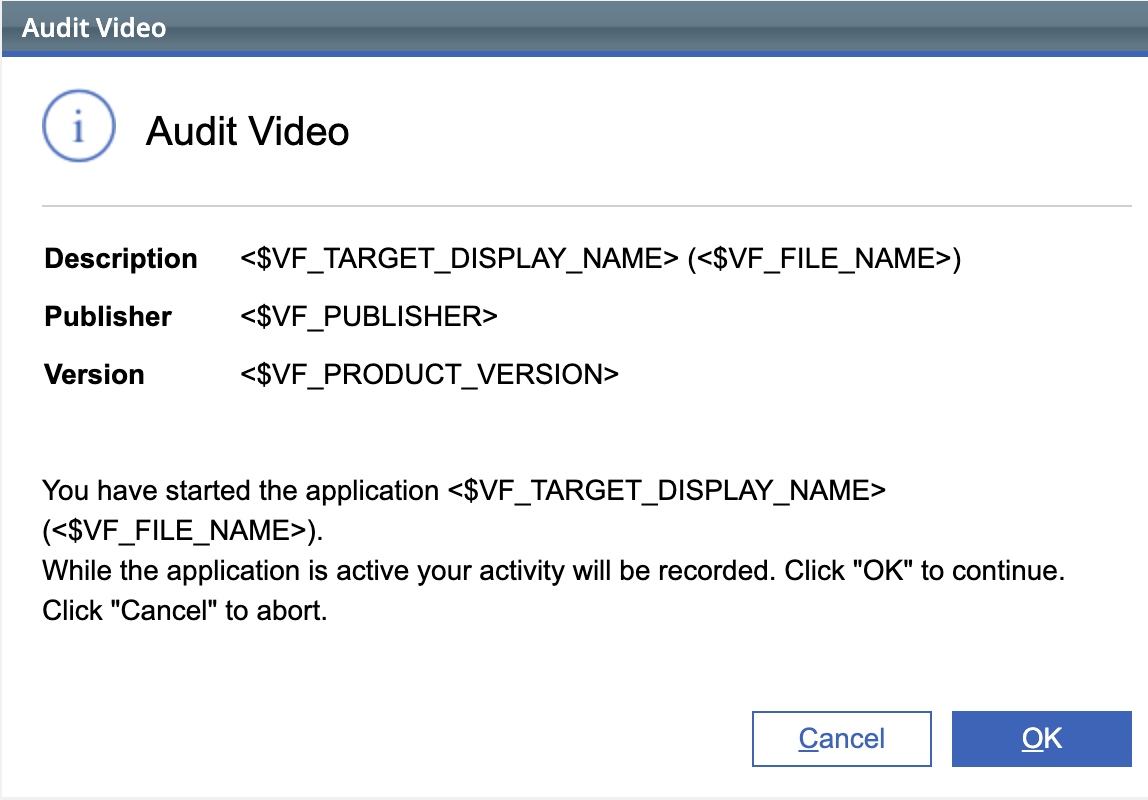 Audit Video
i
Audit Video
Description <$VF_TARGET_DISPLAY_NAME> (<$VF_FILE_NAME>)
Publisher <$VF_PUBLISHER>
Version <$VF_PRODUCT_VERSION>
You have started the application <$VF_TARGET_DISPLAY_NAME>
(<$VF_FILE_NAME>).
While the application is active your activity will be recorded. Click "OK" to continue.
Click "Cancel" to abort.
Cancel OK